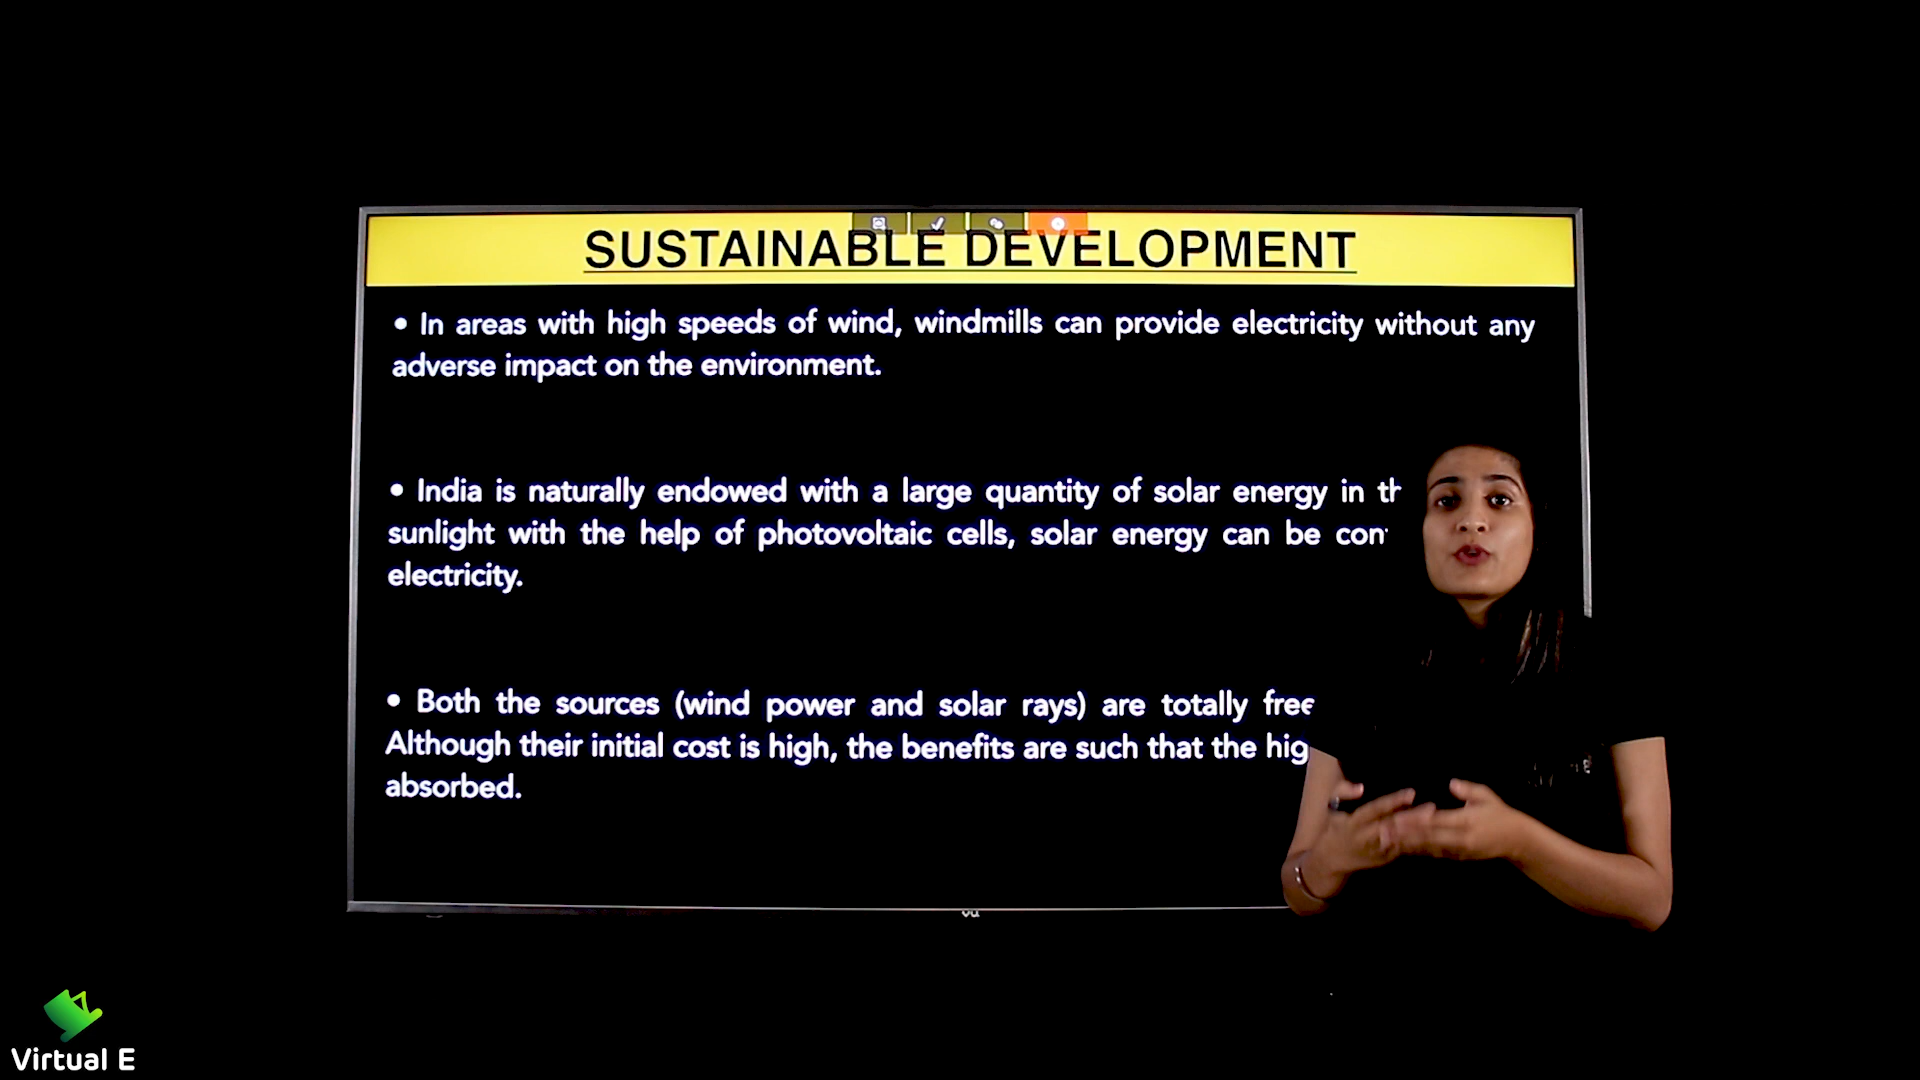 SUSTAINABLE DEVELOPMENT
• In areas with high speeds of wind, windmills can provide electricity without any
adverse impact on the environment.
• India is naturally endowed with a large quantity of solar energy in
sunlight with the help of photovoltaic cells, solar energy can be
electricity.
• Both the sources (wind power and solar rays) are totally
Although their initial cost is high, the benefits are such that the
absorbed.
Virtual E